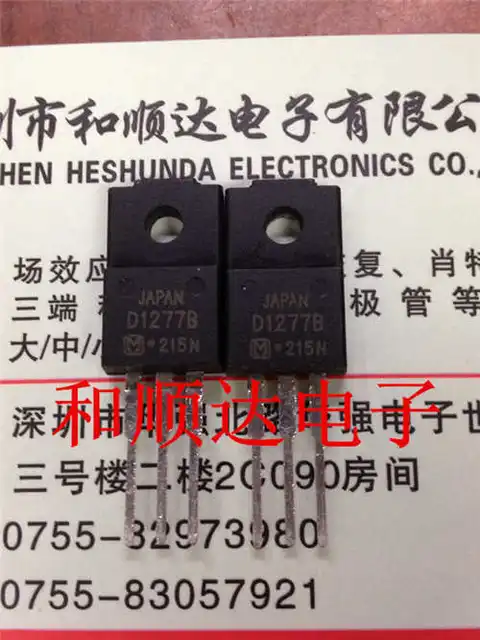 圳市和顺达电子有限公
HEN HESHUNDA ELECTRONICS CO.,
JAPAN
D1277B
M 215N
JAPAN
D1277B
M 215N
场效应 复、肖特
三端 极管等
大/中/小
和顺达电子
深圳市 强北 强电子世
三号楼二楼2C090房间
0755-82973980
0755-83057921